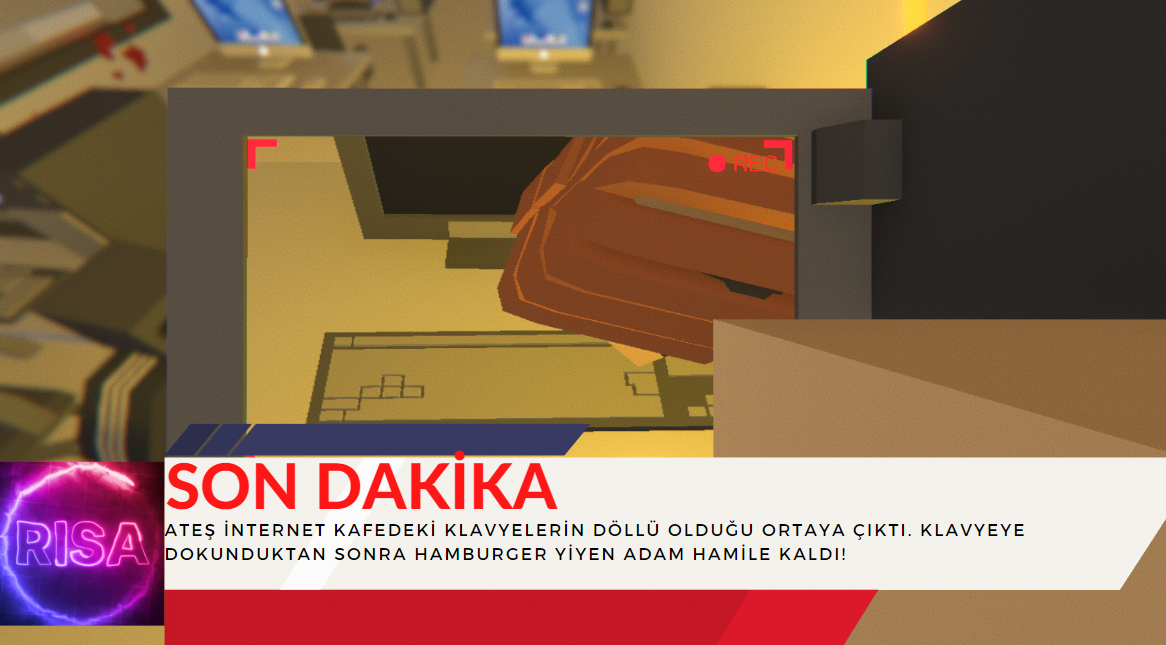 REC
SON DAKİKA
ATEŞ İNTERNET KAFEDEKİ KLAVYELERİN DÖLLÜ OLDUĞU ORTAYA ÇIKTI. KLAVYEYE
DOKUNDUKTAN SONRA HAMBURGER YİYEN ADAM HAMİLE KALDI!
RISA